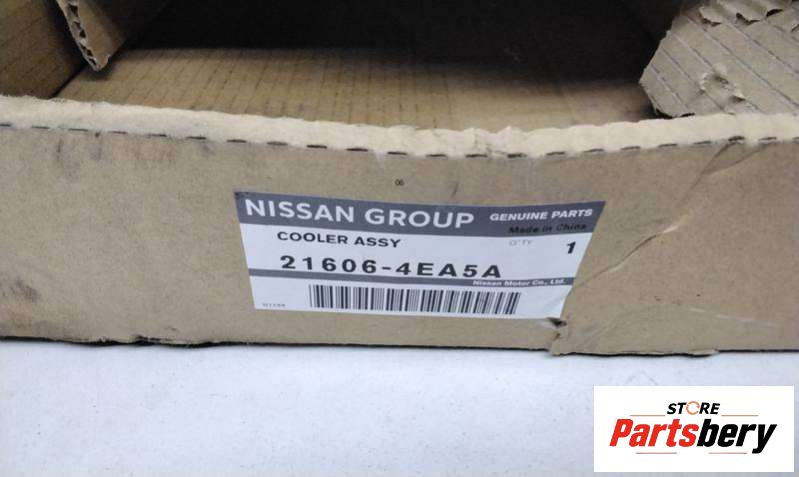 06
NISSAN GROUP GENUINE PARTS
Made in China
COOLER ASSY Q'TY 1
21606-4EA5A
Nissan Motor Co., Ltd.
STORE
Partsbery